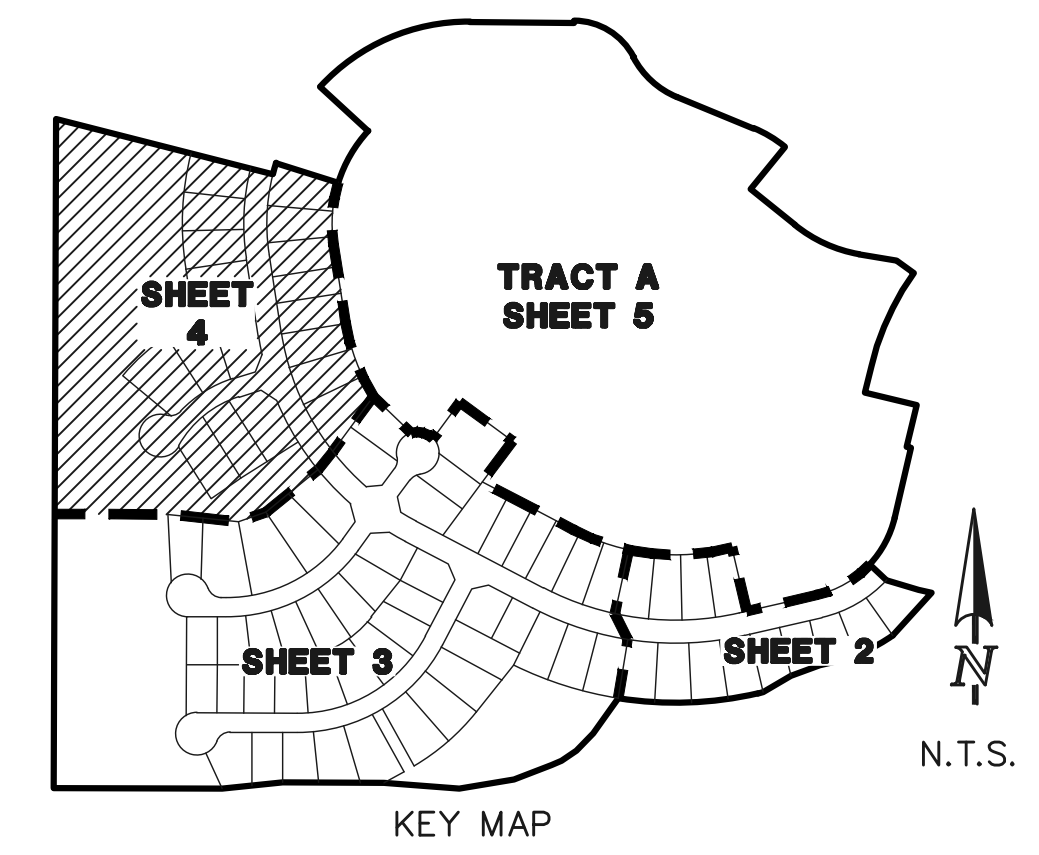 TRACT A
SHEET 5
SHEET
4
SHEET 3
SHEET 2
N
N.T.S.
KEY MAP